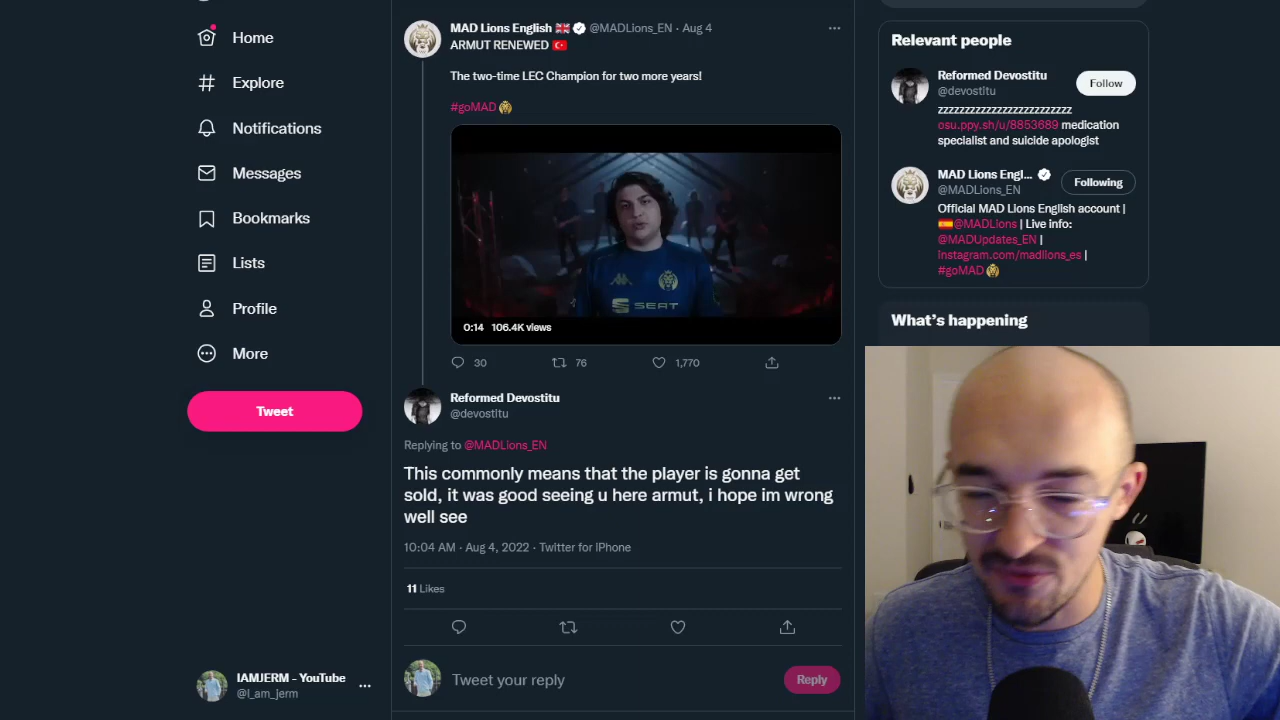 Home
Explore
Notifications
Messages
Bookmarks
Lists
Profile
More
Tweet
IAMJERM - YouTube
@I_am_jerm
MAD Lions English 🇬🇧 @MADLions_EN · Aug 4
ARMUT RENEWED 🇹🇷
The two-time LEC Champion for two more years!
#goMAD
SEAT
0:14 106.4K views
30 76 1,770
Reformed Devostitu
@devostitu
Replying to @MADLions_EN
This commonly means that the player is gonna get
sold, it was good seeing u here armut, i hope im wrong
well see
10:04 AM · Aug 4, 2022 · Twitter for iPhone
11 Likes
Tweet your reply
Reply
Relevant people
Reformed Devostitu
@devostitu
Follow
zzzzzzzzzzzzzzzzzzzzzzzzz
osu.ppy.sh/u/8853689 medication
specialist and suicide apologist
MAD Lions Engl...
@MADLions_EN
Following
Official MAD Lions English account |
🇪🇸@MADLions | Live info:
@MADUpdates_EN |
instagram.com/madlions_es |
#goMAD
What's happening